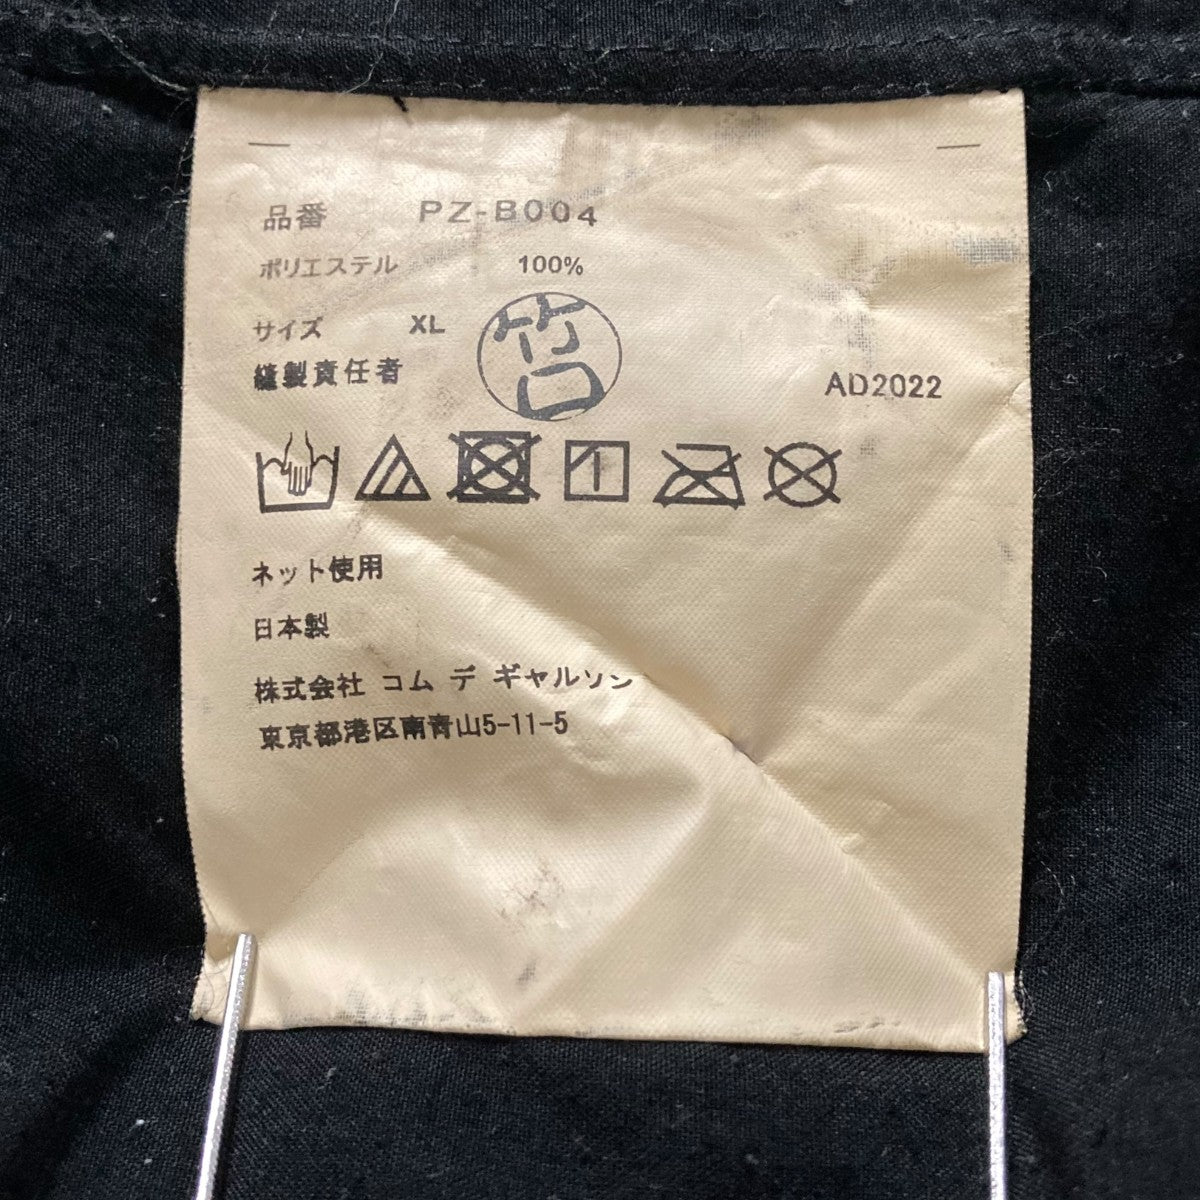 品番 PZ-B004
ポリエステル 100%
サイズ XL
縫製責任者
AD2022
ネット使用
日本製
株式会社 コム デ ギャルソン
東京都港区南青山5-11-5